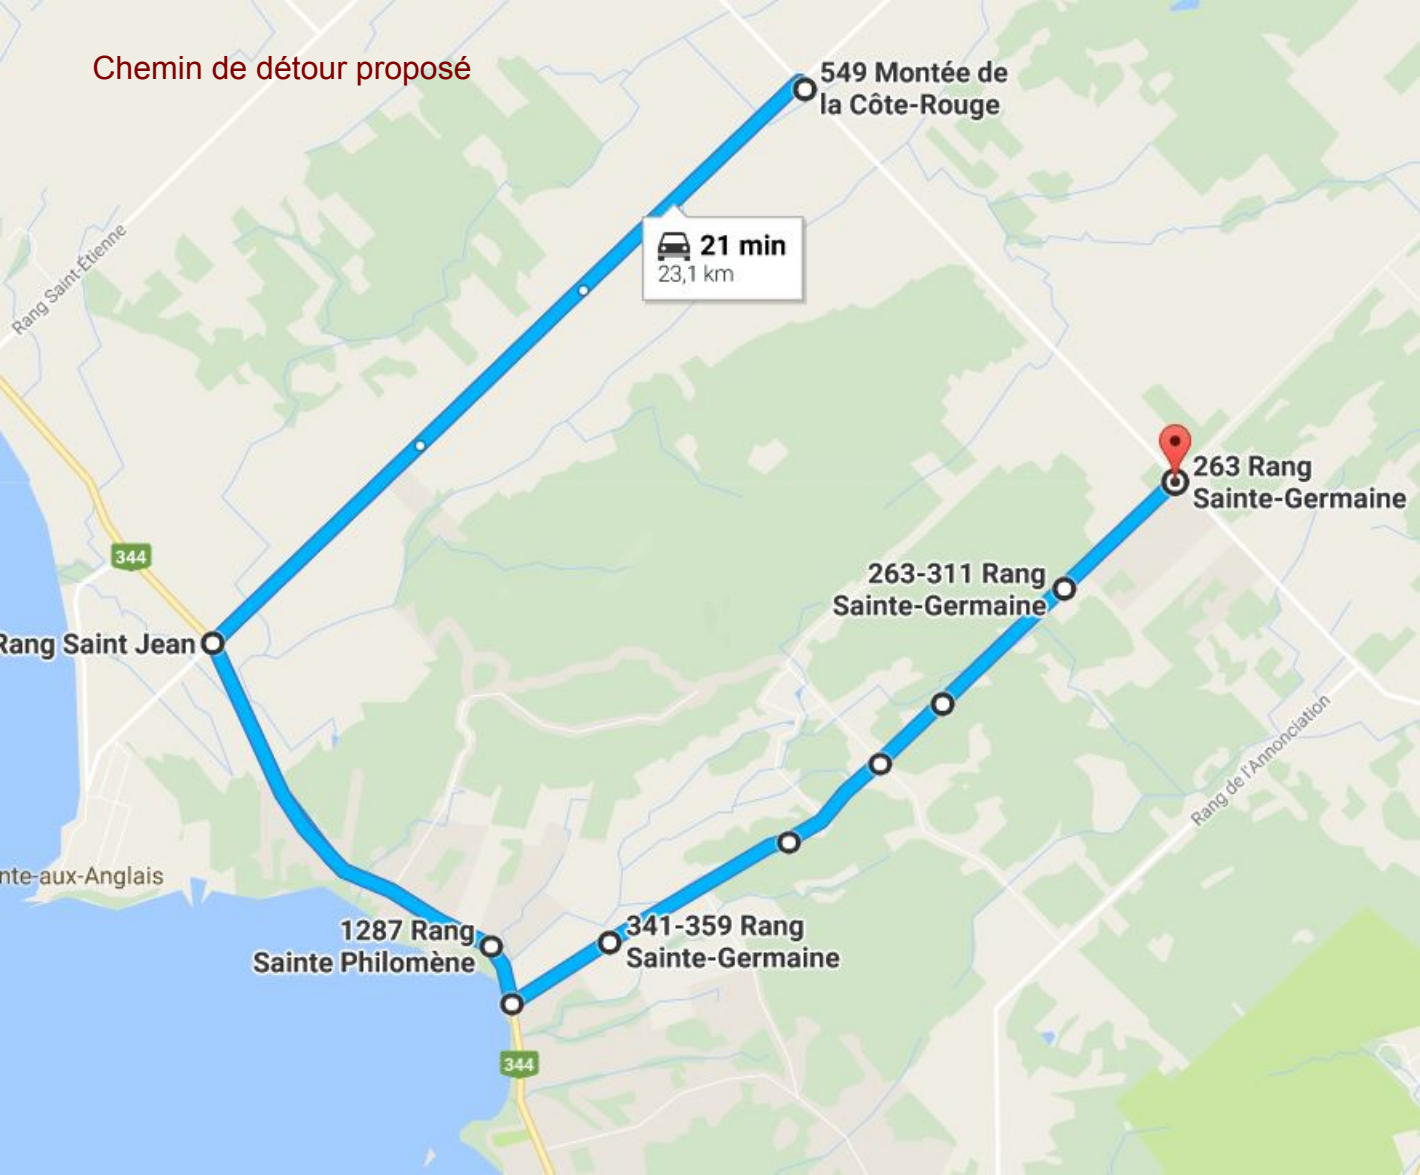 Chemin de détour proposé
549 Montée de
la Côte-Rouge
Rang Saint-Étienne
21 min
23,1 km
263 Rang
Sainte-Germaine
344
263-311 Rang
Sainte-Germaine
Rang Saint Jean
Rang de l'Annonciation
nte-aux-Anglais
1287 Rang
Sainte Philomène
341-359 Rang
Sainte-Germaine
344